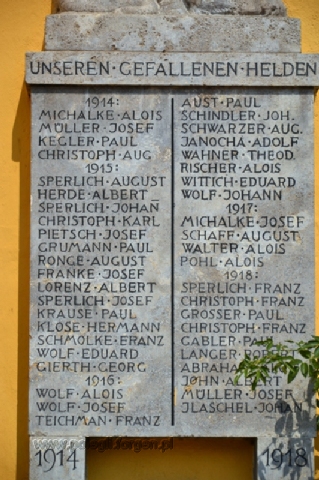 UNSEREN · GEFALLENEN · HELDEN
1914:
MICHALKE · ALOIS
MÜLLER · JOSEF
KEGLER · PAUL
CHRISTOPH · AUG
1915:
SPERLICH · AUGUST
HERDE · ALBERT
SPERLICH · JOHAN̄
CHRISTOPH · KARL
PIETSCH · JOSEF
GRUMANN · PAUL
RONGE · AUGUST
FRANKE · JOSEF
LORENZ · ALBERT
SPERLICH · JOSEF
KRAUSE · PAUL
KLOSE · HERMANN
SCHMOLKE · FRANZ
WOLF · EDUARD
GIERTH · GEORG
1916:
WOLF · ALOIS
WOLF · JOSEF
TEICHMAN · FRANZ
AUST · PAUL
SCHINDLER · JOH.
SCHWARZER · AUG.
JANOCHA · ADOLF
WAHNER · THEOD.
RISCHER · ALOIS
WITTICH · EDUARD
WOLF · JOHANN
1917:
MICHALKE · JOSEF
SCHAFF · AUGUST
WALTER · ALOIS
POHL · ALOIS
1918:
SPERLICH · FRANZ
CHRISTOPH · FRANZ
GROSSER · PAUL
CHRISTOPH · FRANZ
GABLER · PAUL
LANGER · ROBERT
JOHN · ALBERT
MÜLLER · JOSEF
JLASCHEL · JOHAN
1914
1918